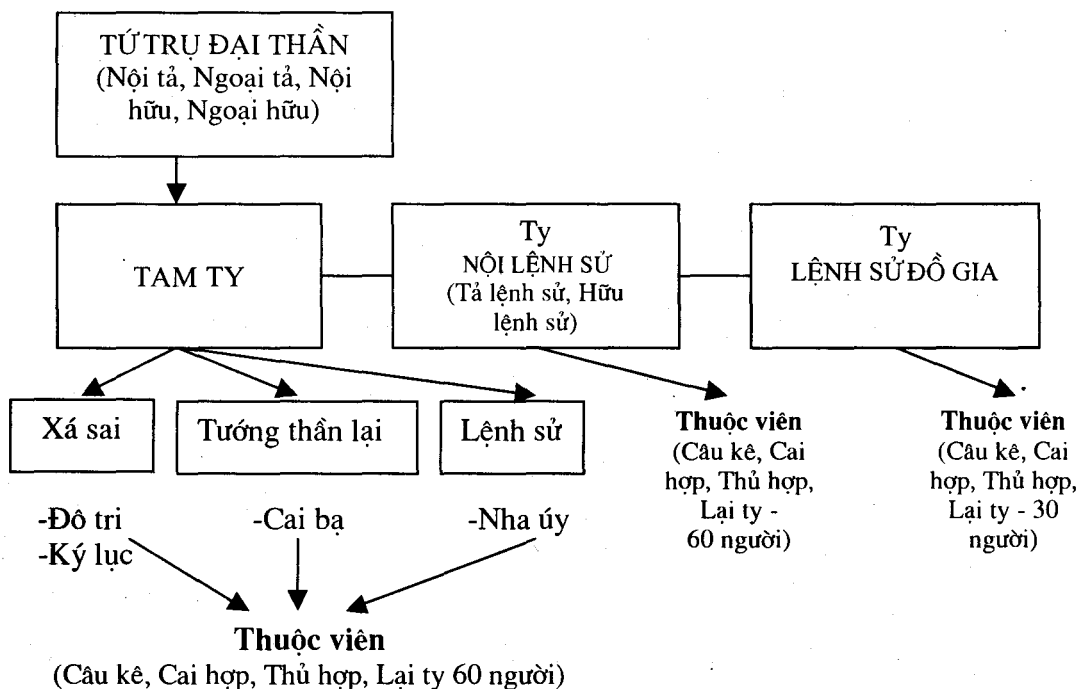 TỨ TRỤ ĐẠI THẦN
(Nội tả, Ngoại tả, Nội
hữu, Ngoại hữu)
TAM TY
Ty
NỘI LỆNH SỬ
(Tả lệnh sử, Hữu
lệnh sử)
Ty
LỆNH SỬ ĐỒ GIA
Xá sai
Tướng thần lại
Lệnh sử
-Đô tri
-Ký lục
-Cai bạ
-Nha úy
Thuộc viên
(Câu kê, Cai hợp, Thủ hợp, Lại ty 60 người)
Thuộc viên
(Câu kê, Cai
hợp, Thủ hợp,
Lại ty -
60 người)
Thuộc viên
(Câu kê, Cai
hợp, Thủ hợp,
Lại ty - 30
người)